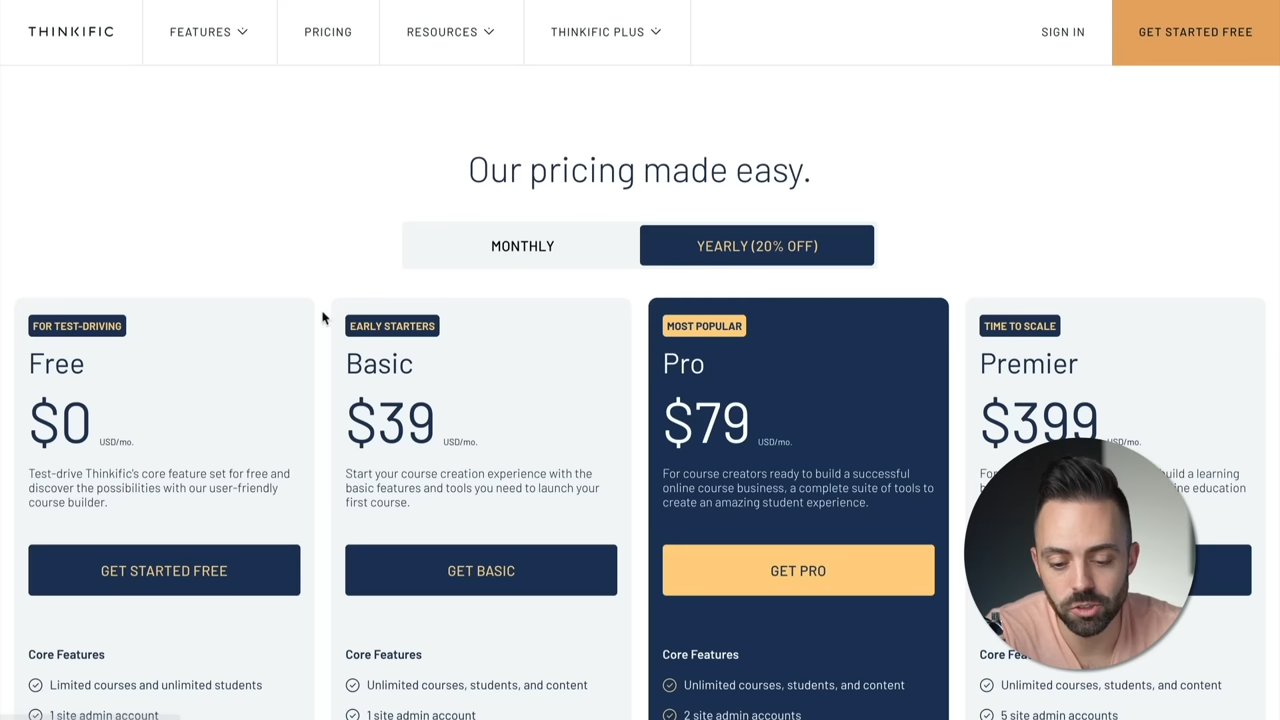 THINKIFIC
FEATURES
PRICING
RESOURCES
THINKIFIC PLUS
SIGN IN
GET STARTED FREE
Our pricing made easy.
MONTHLY
YEARLY (20% OFF)
FOR TEST-DRIVING
Free
$0 USD/mo.
Test-drive Thinkific's core feature set for free and
discover the possibilities with our user-friendly
course builder.
GET STARTED FREE
Core Features
Limited courses and unlimited students
1 site admin account
EARLY STARTERS
Basic
$39 USD/mo.
Start your course creation experience with the
basic features and tools you need to launch your
first course.
GET BASIC
Core Features
Unlimited courses, students, and content
1 site admin account
MOST POPULAR
Pro
$79 USD/mo.
For course creators ready to build a successful
online course business, a complete suite of tools to
create an amazing student experience.
GET PRO
Core Features
Unlimited courses, students, and content
2 site admin accounts
TIME TO SCALE
Premier
$399 USD/mo.
build a learning
education
Core
Unlimited courses, students, and content
5 site admin accounts